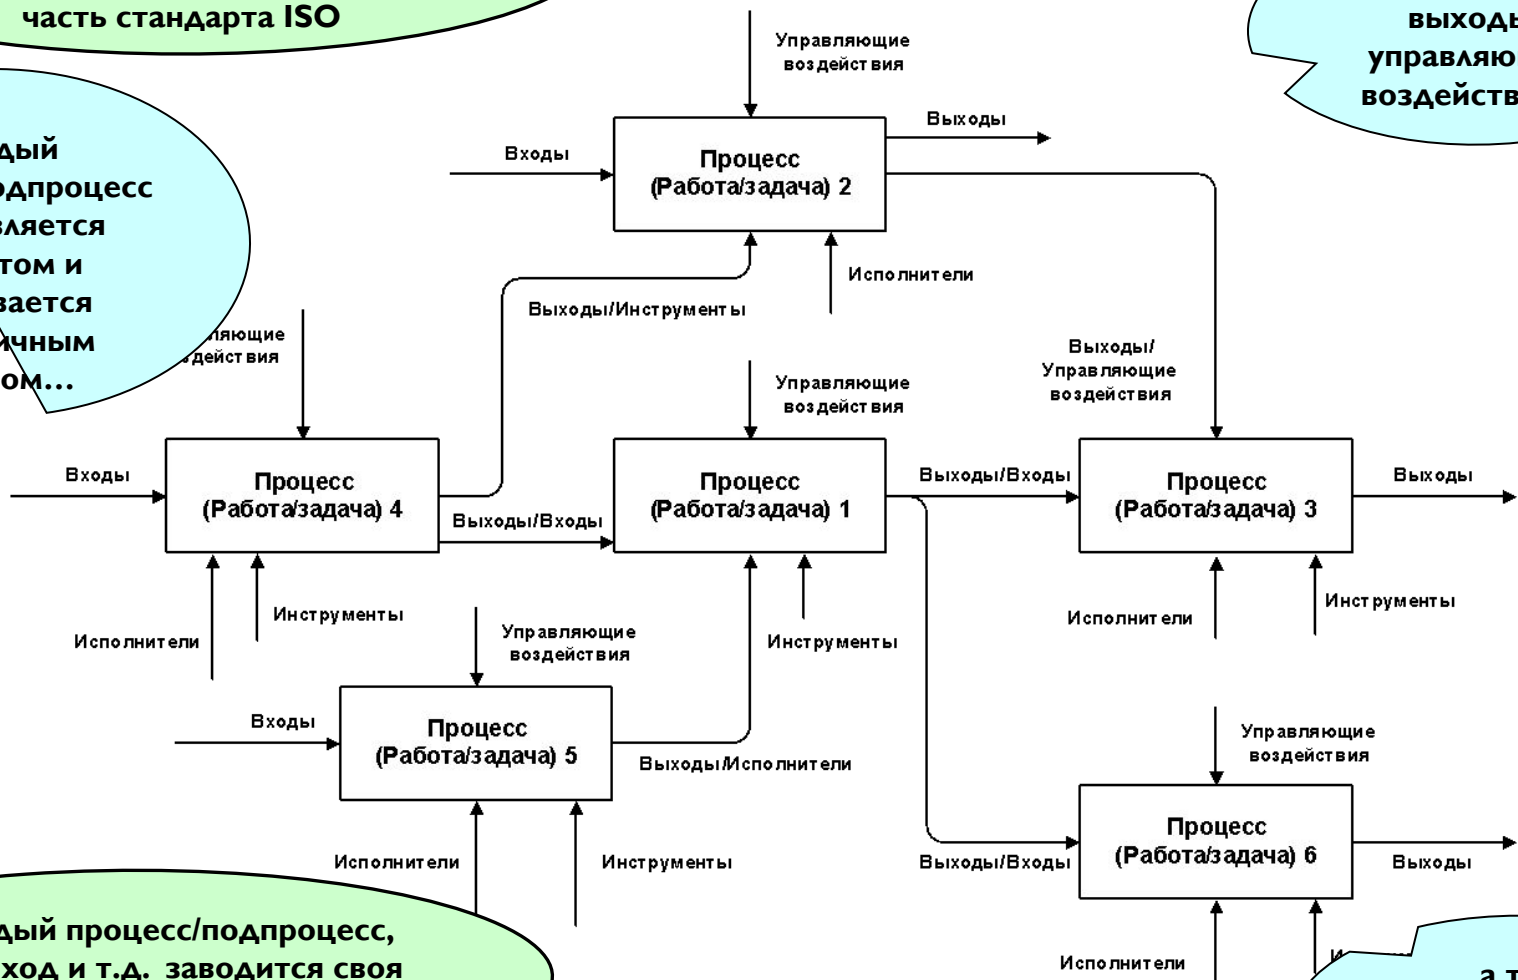 часть стандарта ISO
управляю
воздейств
Управляющие
воздействия
Выходы
Входы
Процесс
(Работа/задача) 2
Исполнители
Выходы/Инструменты
Выходы/
Управляющие
воздействия
Управляющие
воздействия
Входы
Процесс
(Работа/задача) 4
Выходы/Входы
Процесс
(Работа/задача) 1
Выходы/Входы
Процесс
(Работа/задача) 3
Выходы
Исполнители
Инструменты
Инструменты
Исполнители
Инструменты
Управляющие
воздействия
Входы
Процесс
(Работа/задача) 5
Выходы/Исполнители
Исполнители
Инструменты
Управляющие
воздействия
Выходы/Входы
Процесс
(Работа/задача) 6
Выходы
Исполнители
дый
одпроцесс
вляется
том и
вается
ичным
ом...
ляющие
действия
дый процесс/подпроцесс,
ход и т.д. заводится своя